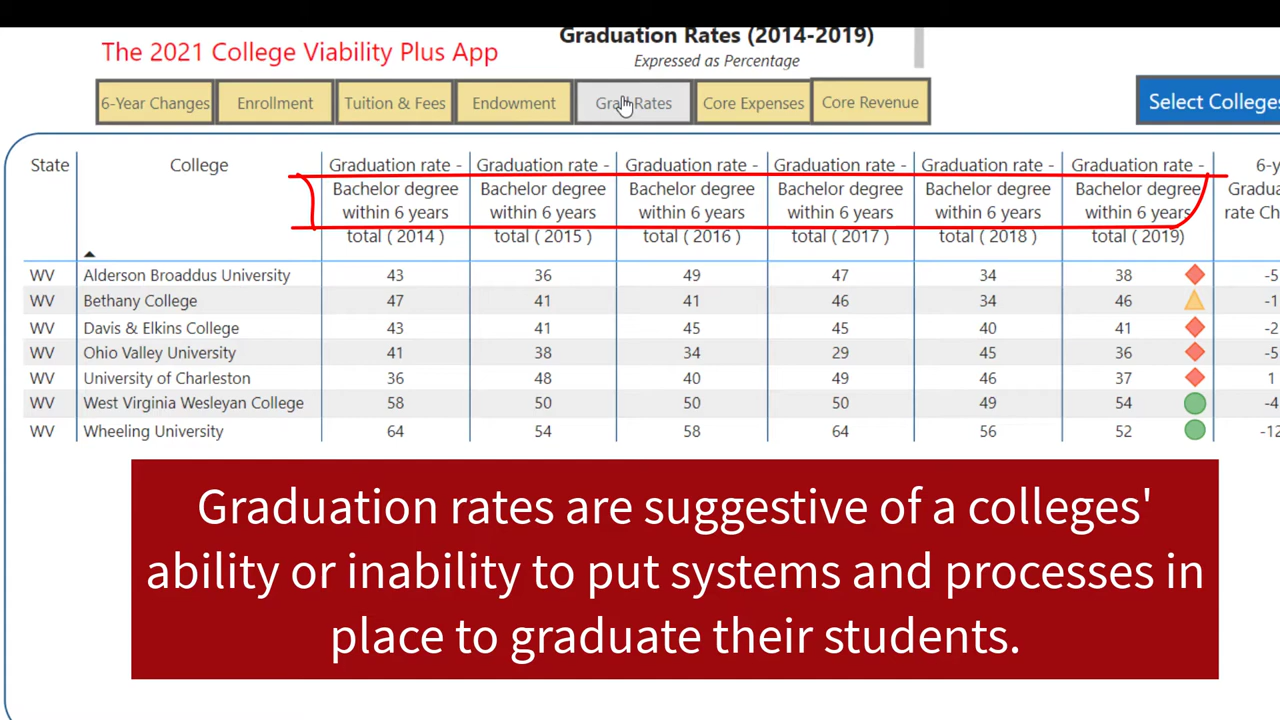 Graduation Rates (2014-2019)
The 2021 College Viability Plus App
Expressed as Percentage
6-Year Changes Enrollment Tuition & Fees Endowment Grad Rates Core Expenses Core Revenue
Select Colleges
State College Graduation rate - Graduation rate - Graduation rate - Graduation rate - Graduation rate - Graduation rate - 6-y
Bachelor degree Bachelor degree Bachelor degree Bachelor degree Bachelor degree Bachelor degree Gradua
within 6 years within 6 years within 6 years within 6 years within 6 years within 6 years rate Ch
total ( 2014 ) total ( 2015 ) total ( 2016 ) total ( 2017 ) total ( 2018 ) total ( 2019)
WV Alderson Broaddus University 43 36 49 47 34 38 -5
WV Bethany College 47 41 41 46 34 46 -1
WV Davis & Elkins College 43 41 45 45 40 41 -2
WV Ohio Valley University 41 38 34 29 45 36 -5
WV University of Charleston 36 48 40 49 46 37 1
WV West Virginia Wesleyan College 58 50 50 50 49 54 -4
WV Wheeling University 64 54 58 64 56 52 -12
Graduation rates are suggestive of a colleges'
ability or inability to put systems and processes in
place to graduate their students.